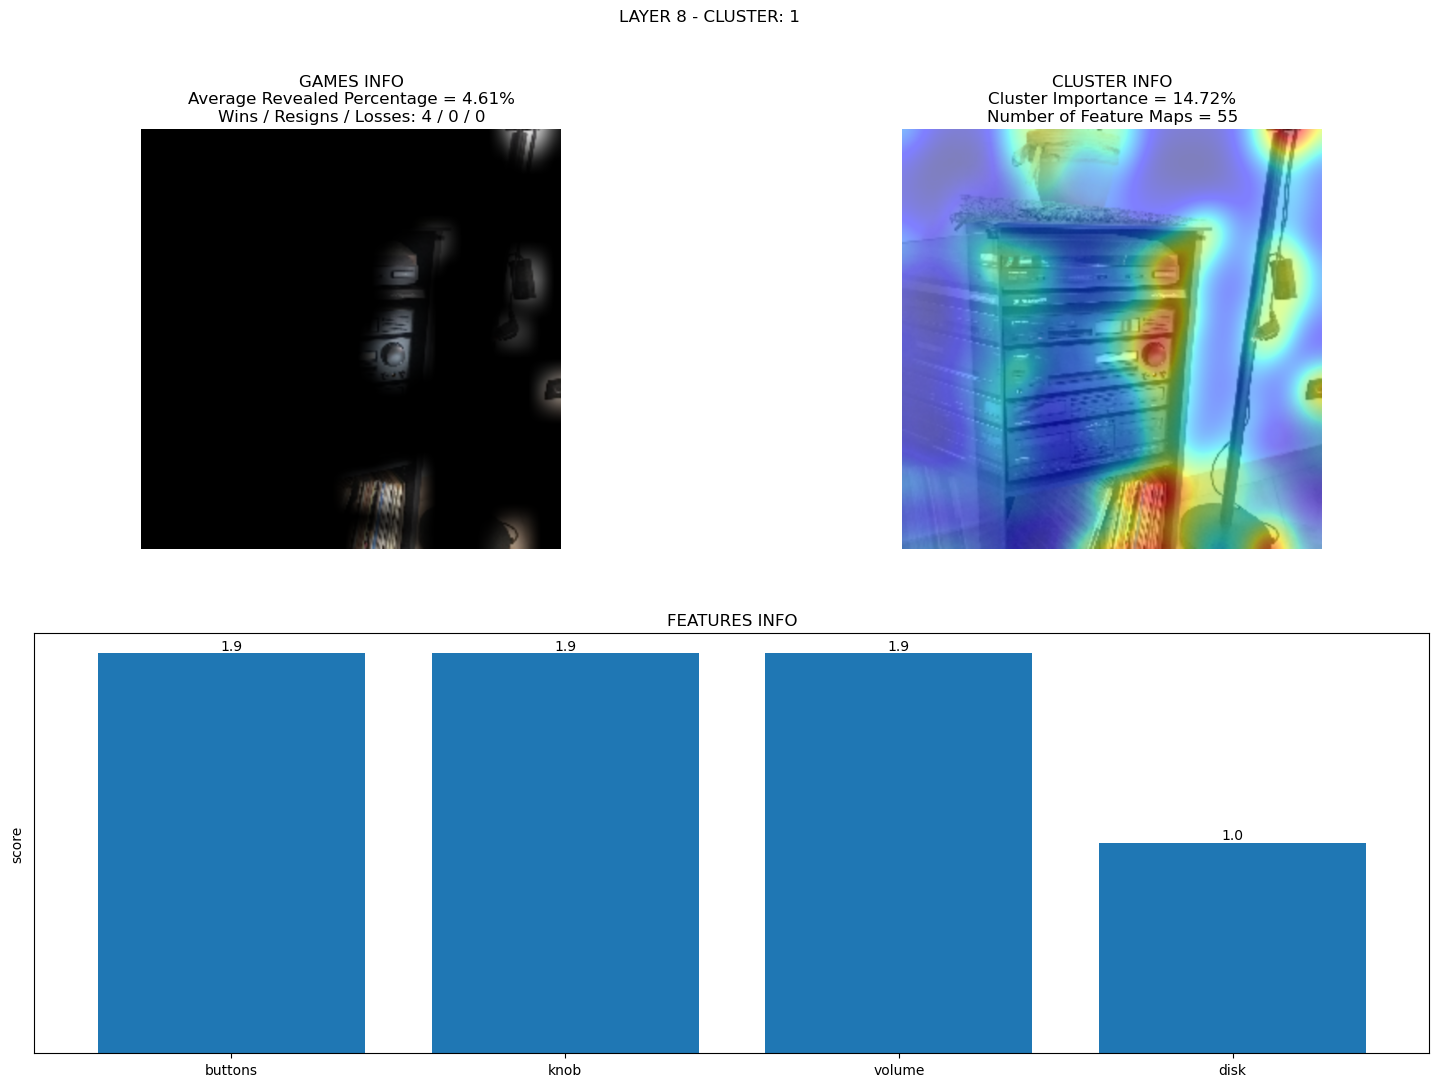 LAYER 8 - CLUSTER: 1
GAMES INFO
Average Revealed Percentage = 4.61%
Wins / Resigns / Losses: 4 / 0 / 0
CLUSTER INFO
Cluster Importance = 14.72%
Number of Feature Maps = 55
FEATURES INFO
score
1.9
1.9
1.9
1.0
buttons
knob
volume
disk